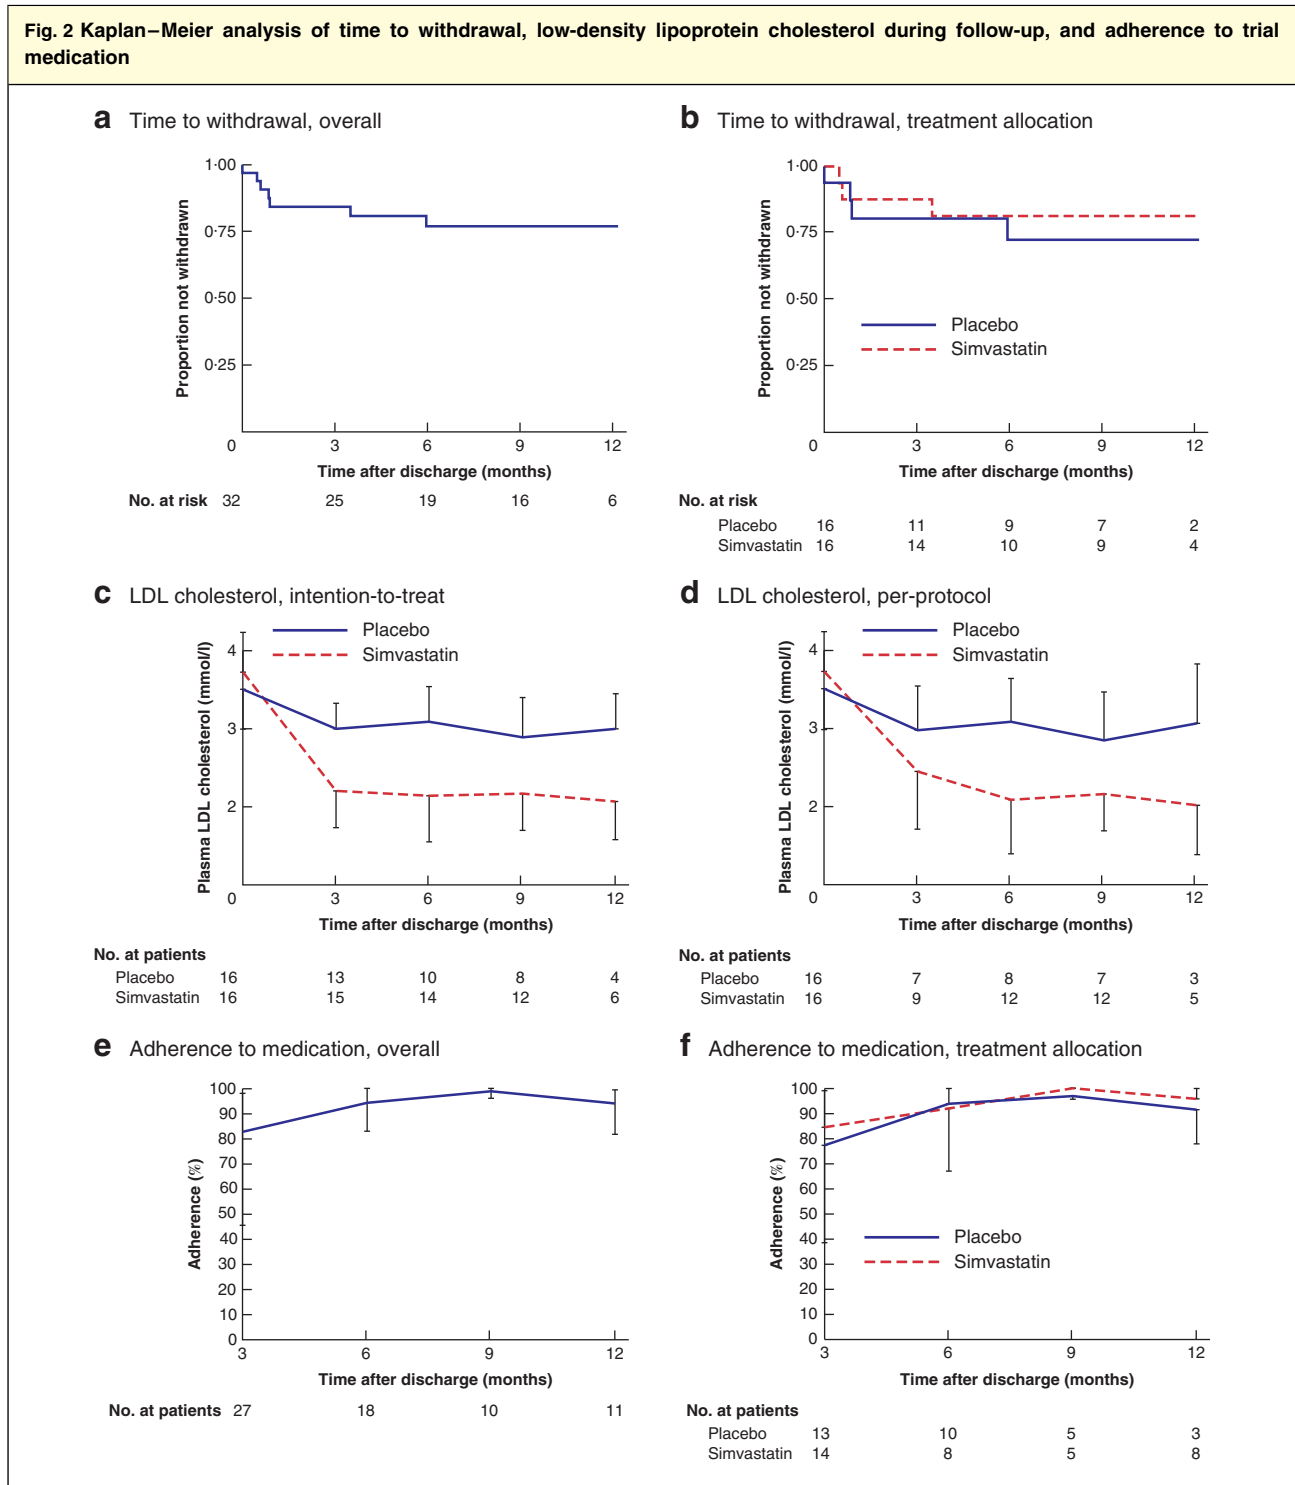 Fig. 2 Kaplan–Meier analysis of time to withdrawal, low-density lipoprotein cholesterol during follow-up, and adherence to trial
medication
a Time to withdrawal, overall
1·00
0·75
0·50
0·25
0
3
6
9
12
Proportion not withdrawn
Time after discharge (months)
No. at risk 32 25 19 16 6
b Time to withdrawal, treatment allocation
1·00
0·75
0·50
0·25
0
3
6
9
12
Proportion not withdrawn
Placebo
Simvastatin
Time after discharge (months)
No. at risk
Placebo 16 11 9 7 2
Simvastatin 16 14 10 9 4
c LDL cholesterol, intention-to-treat
Placebo
Simvastatin
4
3
2
0
3
6
9
12
Plasma LDL cholesterol (mmol/l)
Time after discharge (months)
No. at patients
Placebo 16 13 10 8 4
Simvastatin 16 15 14 12 6
d LDL cholesterol, per-protocol
Placebo
Simvastatin
4
3
2
0
3
6
9
12
Plasma LDL cholesterol (mmol/l)
Time after discharge (months)
No. at patients
Placebo 16 7 8 7 3
Simvastatin 16 9 12 12 5
e Adherence to medication, overall
100
90
80
70
60
50
40
30
20
10
0
3
6
9
12
Adherence (%)
Time after discharge (months)
No. at patients 27 18 10 11
f Adherence to medication, treatment allocation
100
90
80
70
60
50
40
30
20
10
0
3
6
9
12
Adherence (%)
Placebo
Simvastatin
Time after discharge (months)
No. at patients
Placebo 13 10 5 3
Simvastatin 14 8 5 8